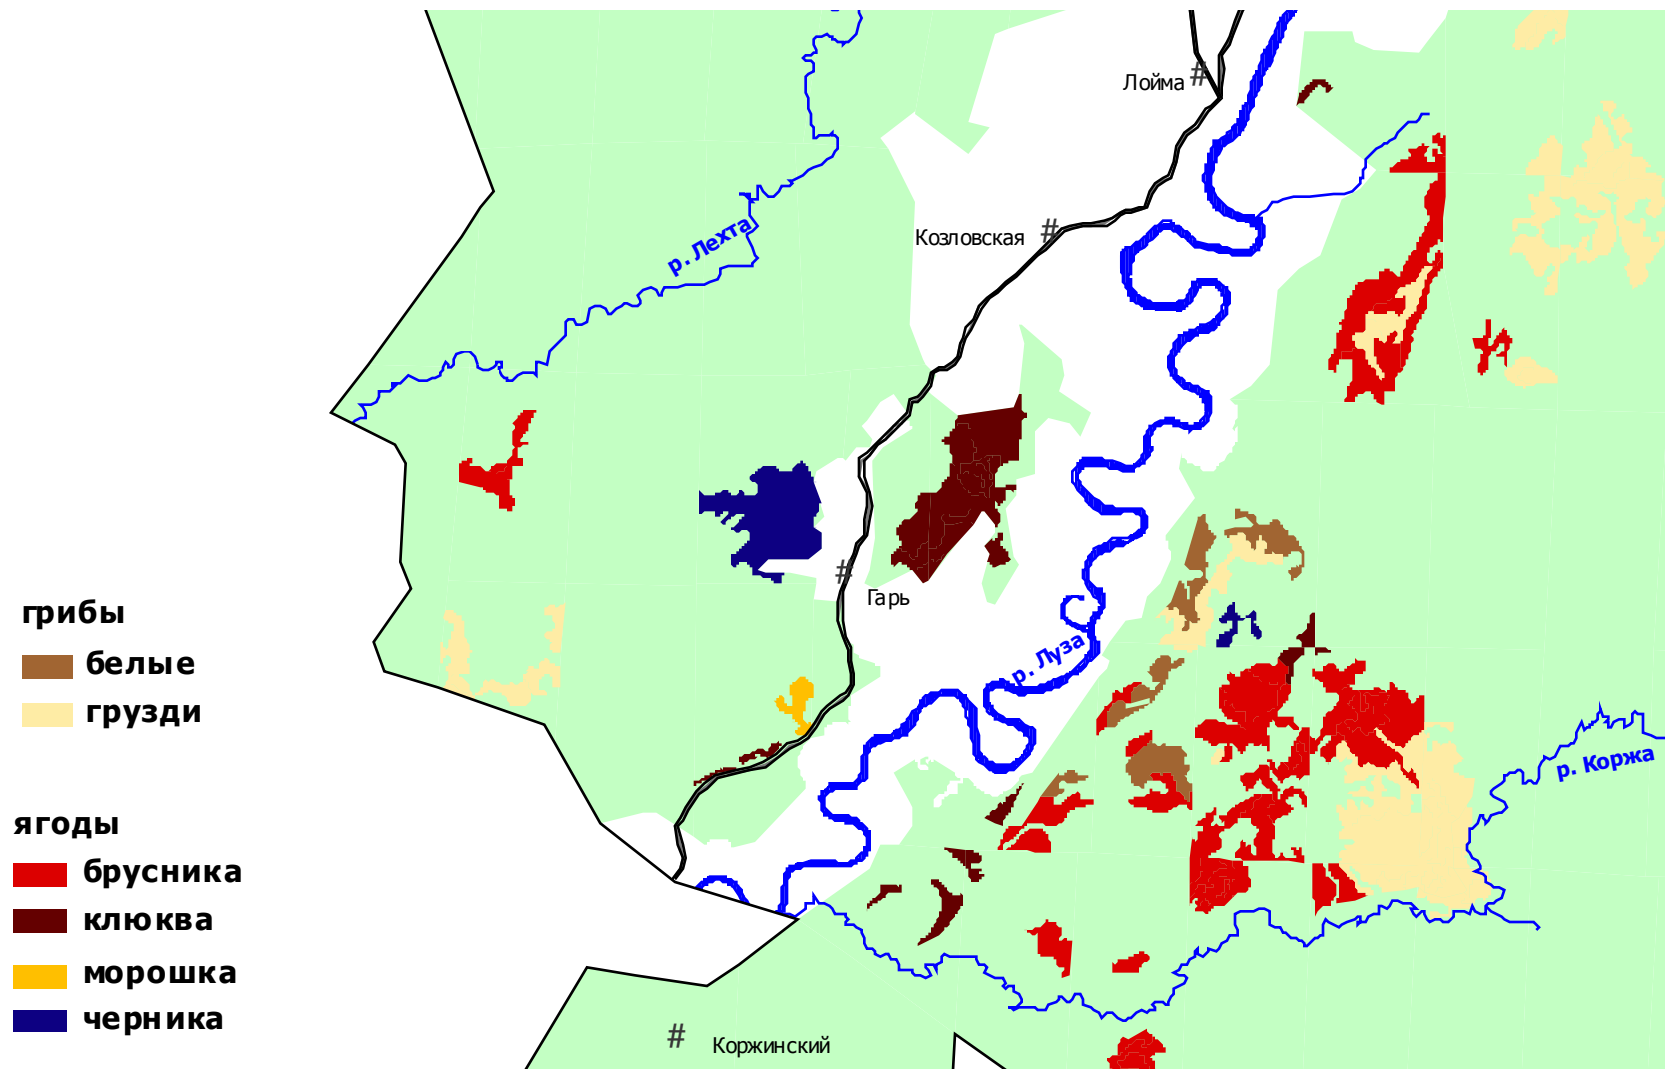 Лойма
#
Козловская
#
р. Лехта
#
Гарь
грибы
белые
грузди
р. Луза
р. Коржа
ягоды
брусника
клюква
морошка
черника
#
Коржинский